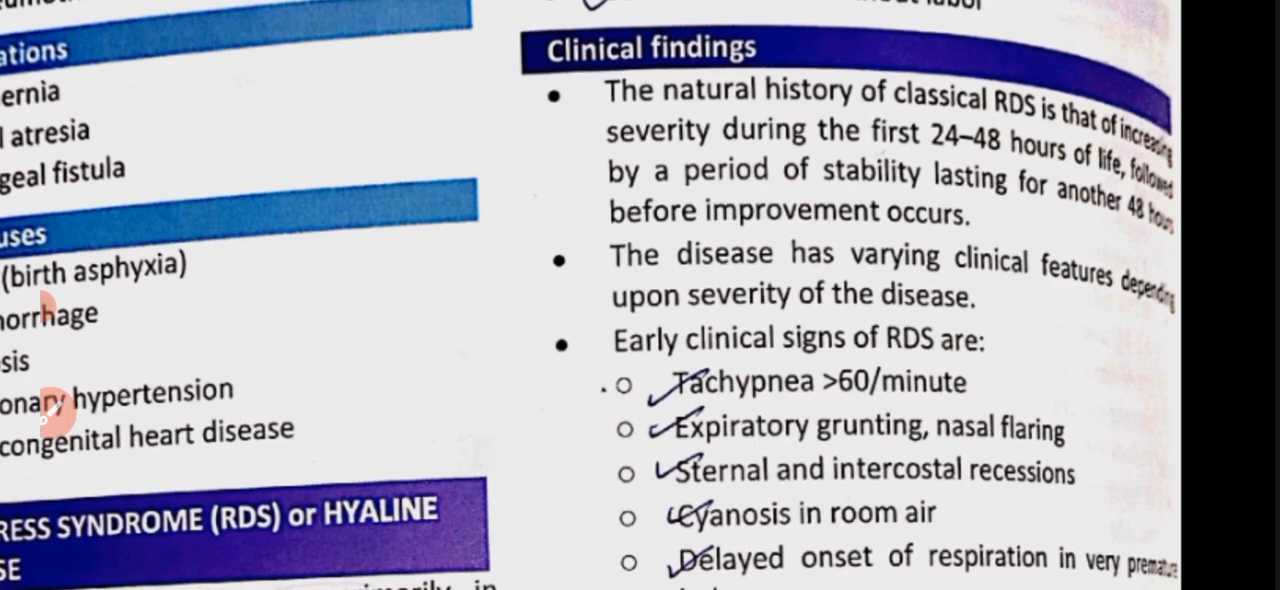 ations
ernia
l atresia
geal fistula
uses
(birth asphyxia)
norrhage
sis
onary hypertension
congenital heart disease
RESS SYNDROME (RDS) or HYALINE
SE
in
labor
Clinical findings
• The natural history of classical RDS is that of increasing
severity during the first 24–48 hours of life, followed
by a period of stability lasting for another 48 hours
before improvement occurs.
• The disease has varying clinical features depending
upon severity of the disease.
• Early clinical signs of RDS are:
o Tachypnea >60/minute
o Expiratory grunting, nasal flaring
o Sternal and intercostal recessions
o Cyanosis in room air
o Delayed onset of respiration in very premature